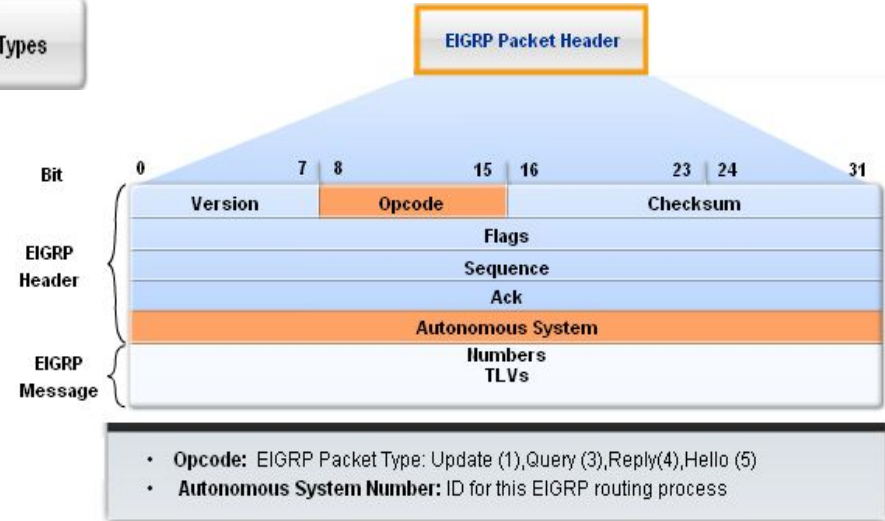 Types
EIGRP Packet Header
Bit 0 7 8 15 16 23 24 31
Version Opcode Checksum
Flags
EIGRP Header
Sequence
Ack
Autonomous System
EIGRP Message
Numbers
TLVs
• Opcode: EIGRP Packet Type: Update (1),Query (3),Reply(4),Hello (5)
• Autonomous System Number: ID for this EIGRP routing process